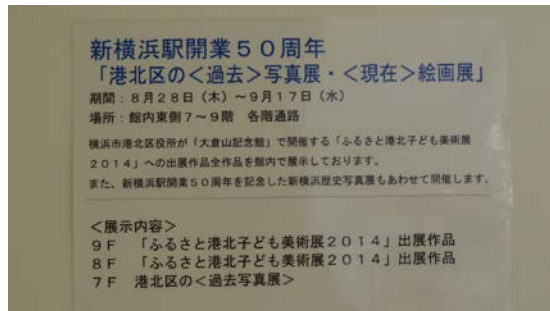 新横浜駅開業５０周年
「港北区の＜過去＞写真展・＜現在＞絵画展」
期間：８月２８日（木）～９月１７日（水）
場所：館内東側７～９階　各階通路
横浜市港北区役所が「大倉山記念館」で開催する「ふるさと港北子ども美術展
２０１４」への出展作品全作品を館内で展示しております。
また、新横浜駅開業５０周年を記念した新横浜歴史写真展もあわせて開催します。
＜展示内容＞
９Ｆ　「ふるさと港北子ども美術展２０１４」出展作品
８Ｆ　「ふるさと港北子ども美術展２０１４」出展作品
７Ｆ　港北区の＜過去写真展＞